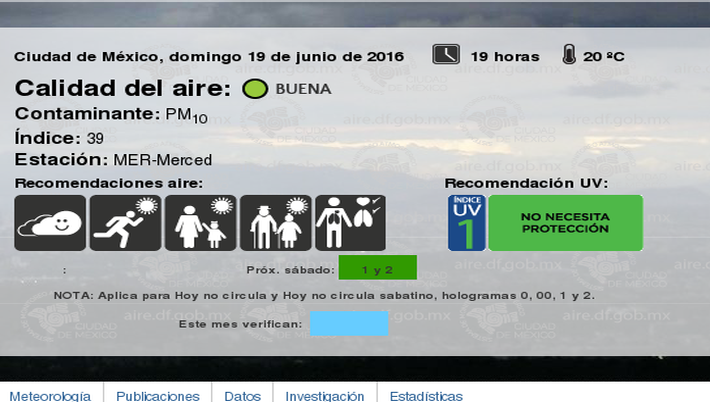 Ciudad de México, domingo 19 de junio de 2016 19 horas 20 ºC
Calidad del aire: BUENA
Contaminante: PM10
Índice: 39
Estación: MER-Merced
Recomendaciones aire: Recomendación UV:
ÍNDICE
UV
1
NO NECESITA
PROTECCIÓN
: Próx. sábado: 1 y 2
NOTA: Aplica para Hoy no circula y Hoy no circula sabatino, hologramas 0, 00, 1 y 2.
Este mes verifican:
aire.df.gob.mx
CIUDAD
DE MÉXICO
Meteorología Publicaciones Datos Investigación Estadísticas